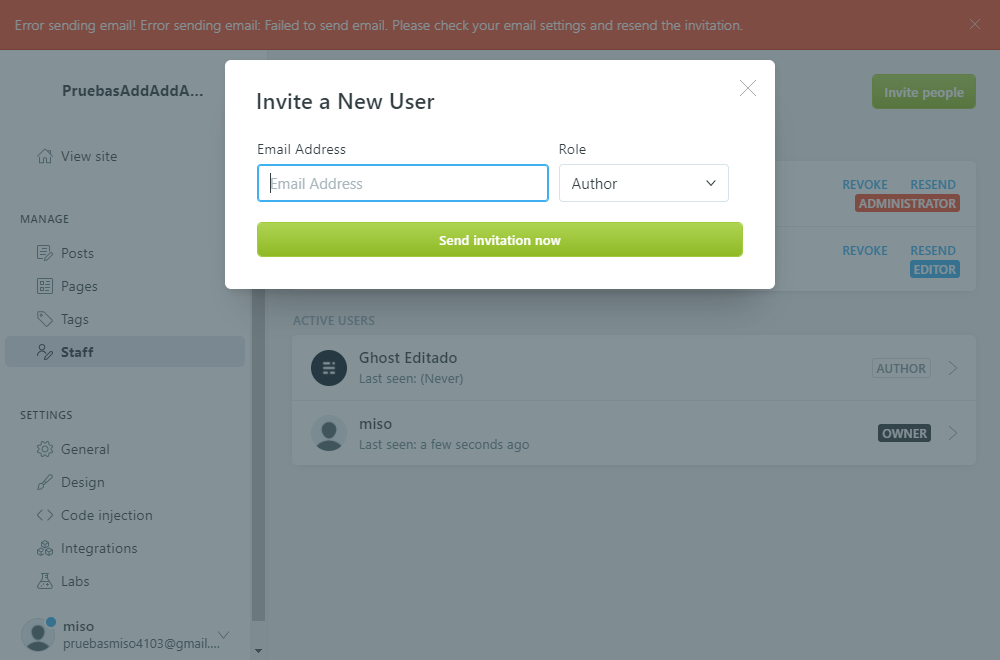 Error sending email! Error sending email: Failed to send email. Please check your email settings and resend the invitation.
PruebasAddAddA...
Invite people
View site
MANAGE
Posts
Pages
Tags
Staff
SETTINGS
General
Design
Code injection
Integrations
Labs
miso
pruebasmiso4103@gmail....
Invite a New User
Email Address
Role
Email Address
Author
Send invitation now
REVOKE RESEND
ADMINISTRATOR
REVOKE RESEND
EDITOR
ACTIVE USERS
Ghost Editado
Last seen: (Never)
AUTHOR
miso
Last seen: a few seconds ago
OWNER